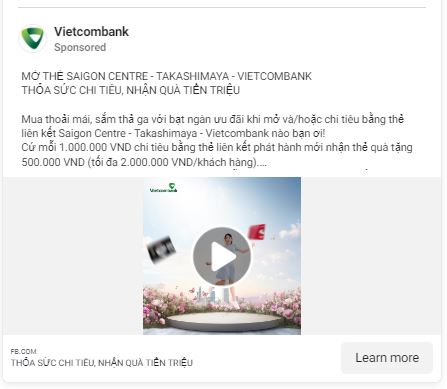 Vietcombank
Sponsored
MỞ THẺ SAIGON CENTRE - TAKASHIMAYA - VIETCOMBANK
THỎA SỨC CHI TIÊU, NHẬN QUÀ TIỀN TRIỆU
Mua thoải mái, sắm thả ga với bạt ngàn ưu đãi khi mở và/hoặc chi tiêu bằng thẻ
liên kết Saigon Centre - Takashimaya - Vietcombank nào bạn ơi!
Cứ mỗi 1.000.000 VND chi tiêu bằng thẻ liên kết phát hành mới nhận thẻ quà tặng
500.000 VND (tối đa 2.000.000 VND/khách hàng)....
Vietcombank
FB.COM
THỎA SỨC CHI TIÊU, NHẬN QUÀ TIỀN TRIỆU
Learn more